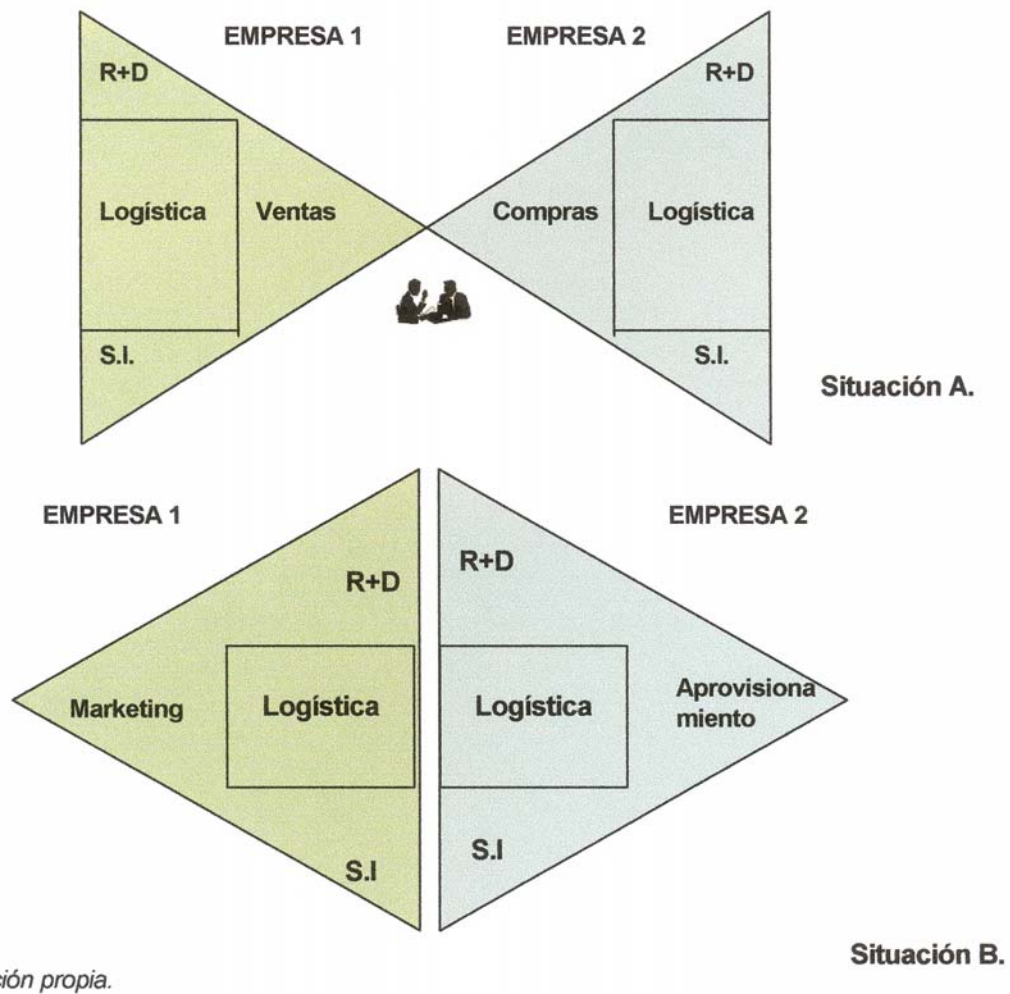 EMPRESA 1
EMPRESA 2
R+D
R+D
Logística
Ventas
Compras
Logística
S.I.
S.I.
Situación A.
EMPRESA 1
EMPRESA 2
R+D
R+D
Marketing
Logística
Logística
Aprovisiona
miento
S.I
S.I
Situación B.
ción propia.